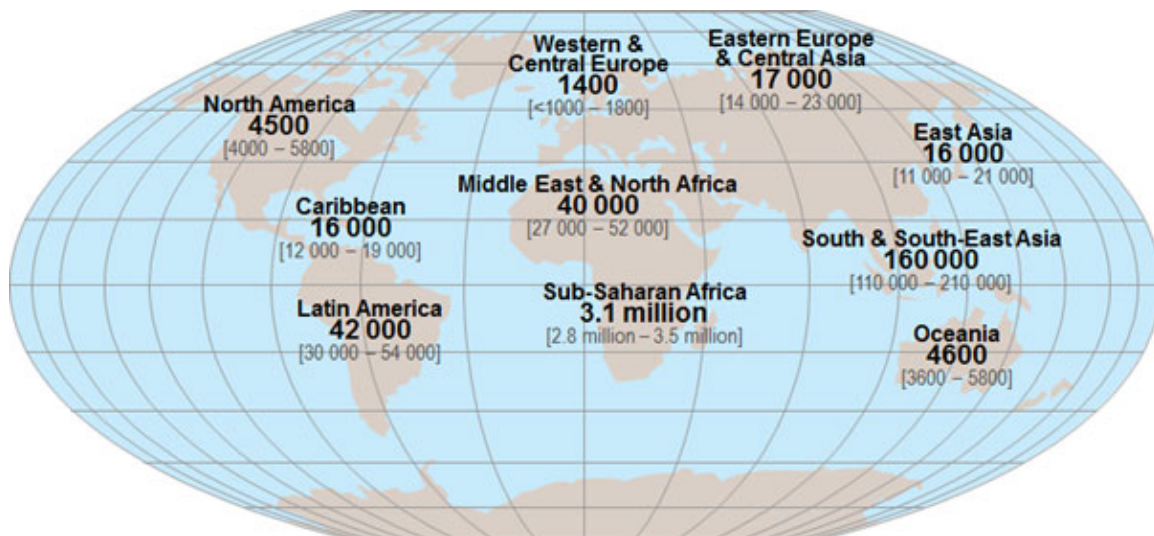 Western &
Central Europe
1400
[<1000 – 1800]
Eastern Europe
& Central Asia
17 000
[14 000 – 23 000]
North America
4500
[4000 – 5800]
East Asia
16 000
[11 000 – 21 000]
Middle East & North Africa
40 000
[27 000 – 52 000]
Caribbean
16 000
[12 000 – 19 000]
South & South-East Asia
160 000
[110 000 – 210 000]
Sub-Saharan Africa
3.1 million
[2.8 million – 3.5 million]
Latin America
42 000
[30 000 – 54 000]
Oceania
4600
[3600 – 5800]